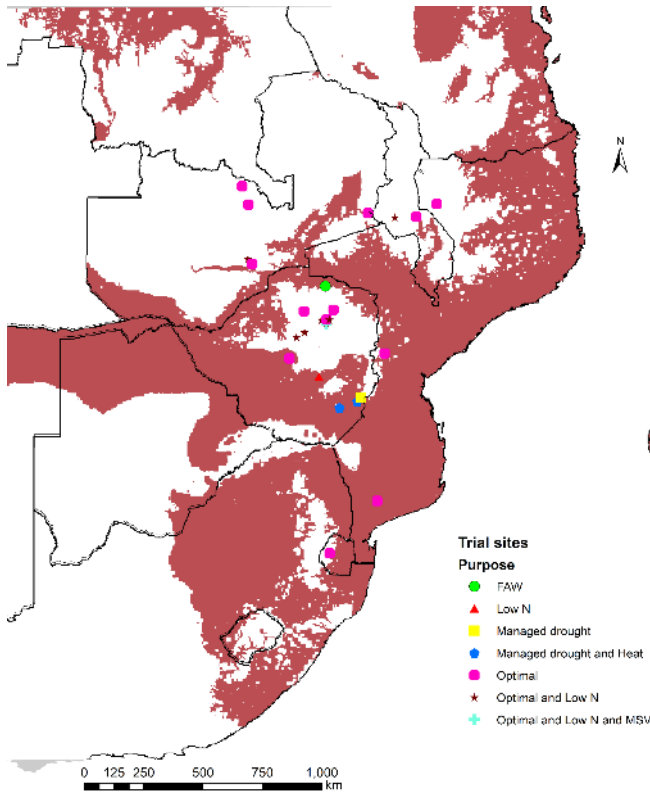 N
Trial sites
Purpose
FAW
Low N
Managed drought
Managed drought and Heat
Optimal
Optimal and Low N
Optimal and Low N and MSV
0 125 250 500 750 1,000
km